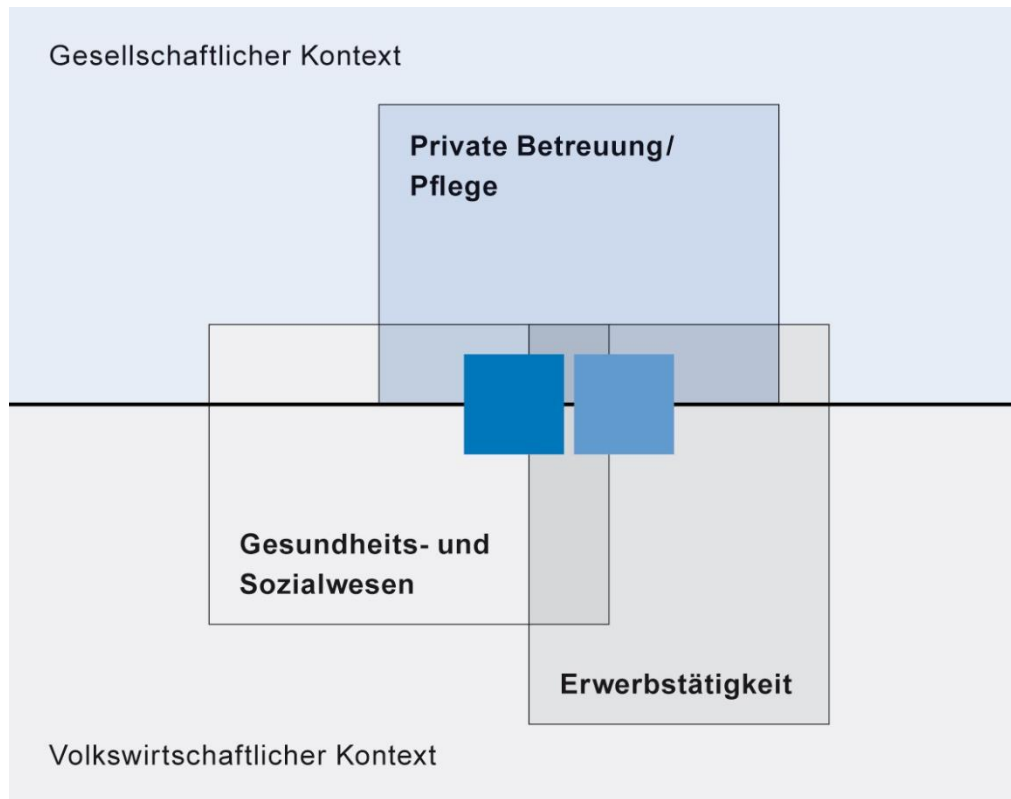 Gesellschaftlicher Kontext
Private Betreuung/
Pflege
Gesundheits- und
Sozialwesen
Erwerbstätigkeit
Volkswirtschaftlicher Kontext